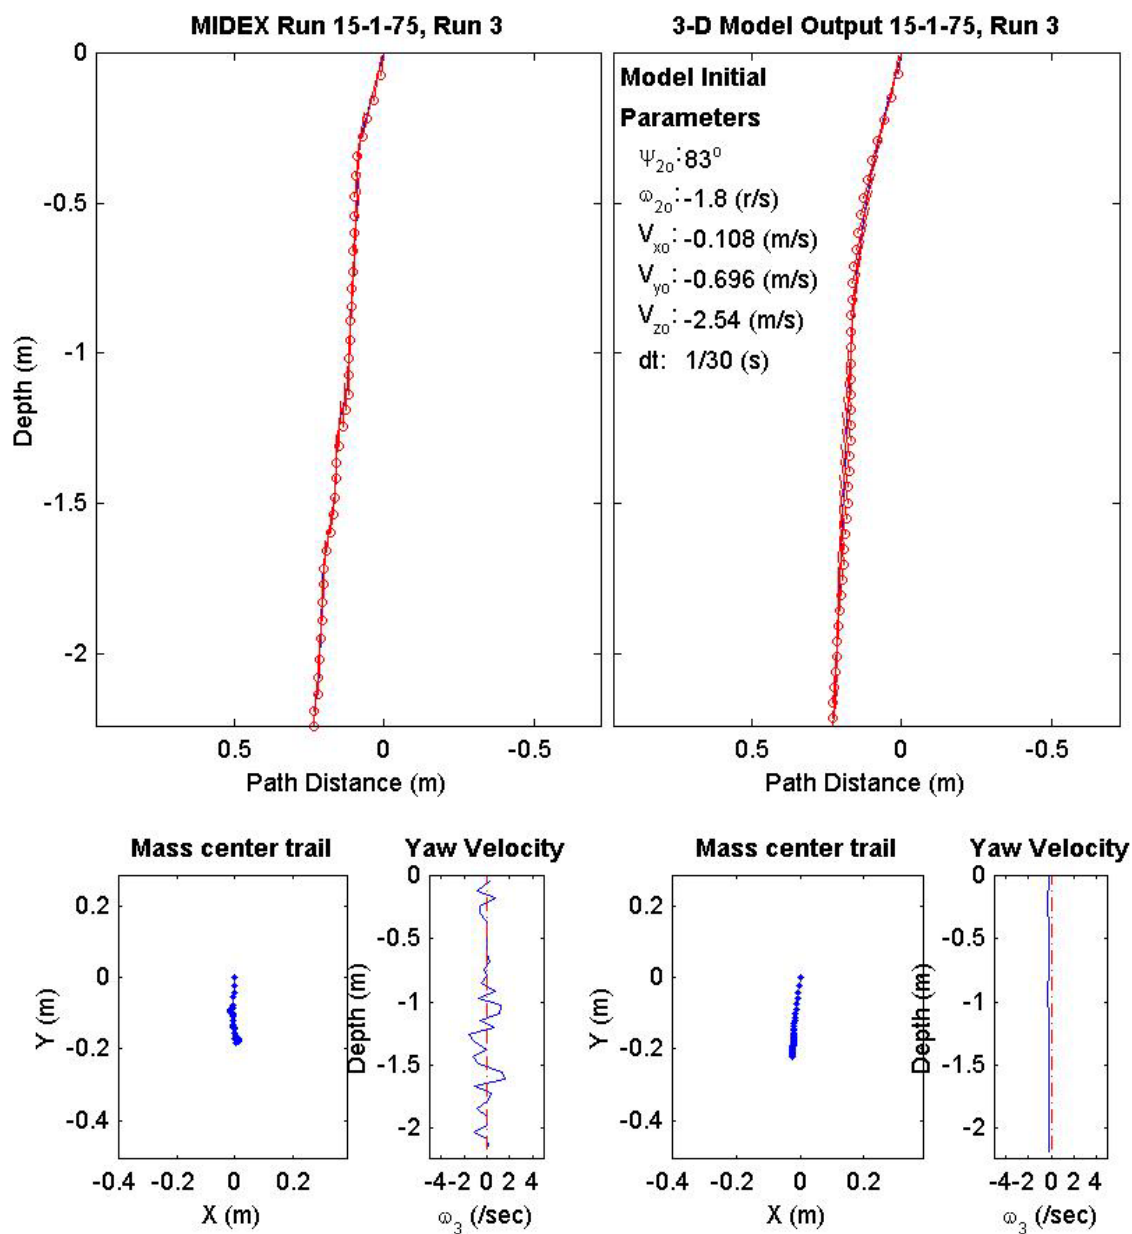 MIDEX Run 15-1-75, Run 3
3-D Model Output 15-1-75, Run 3
0
-0.5
-1
-1.5
-2
Depth (m)
Model Initial
Parameters
Ψ2o: 83o
ω2o: -1.8 (r/s)
Vxo: -0.108 (m/s)
Vyo: -0.696 (m/s)
Vzo: -2.54 (m/s)
dt: 1/30 (s)
0.5 0 -0.5
Path Distance (m)
0.5 0 -0.5
Path Distance (m)
Mass center trail
0.2
0
-0.2
-0.4
Y (m)
-0.4 -0.2 0 0.2
X (m)
Yaw Velocity
0
-0.5
-1
-1.5
-2
Depth (m)
-4 -2 0 2 4
ω3 (/sec)
Mass center trail
0.2
0
-0.2
-0.4
Y (m)
-0.4 -0.2 0 0.2
X (m)
Yaw Velocity
0
-0.5
-1
-1.5
-2
Depth (m)
-4 -2 0 2 4
ω3 (/sec)